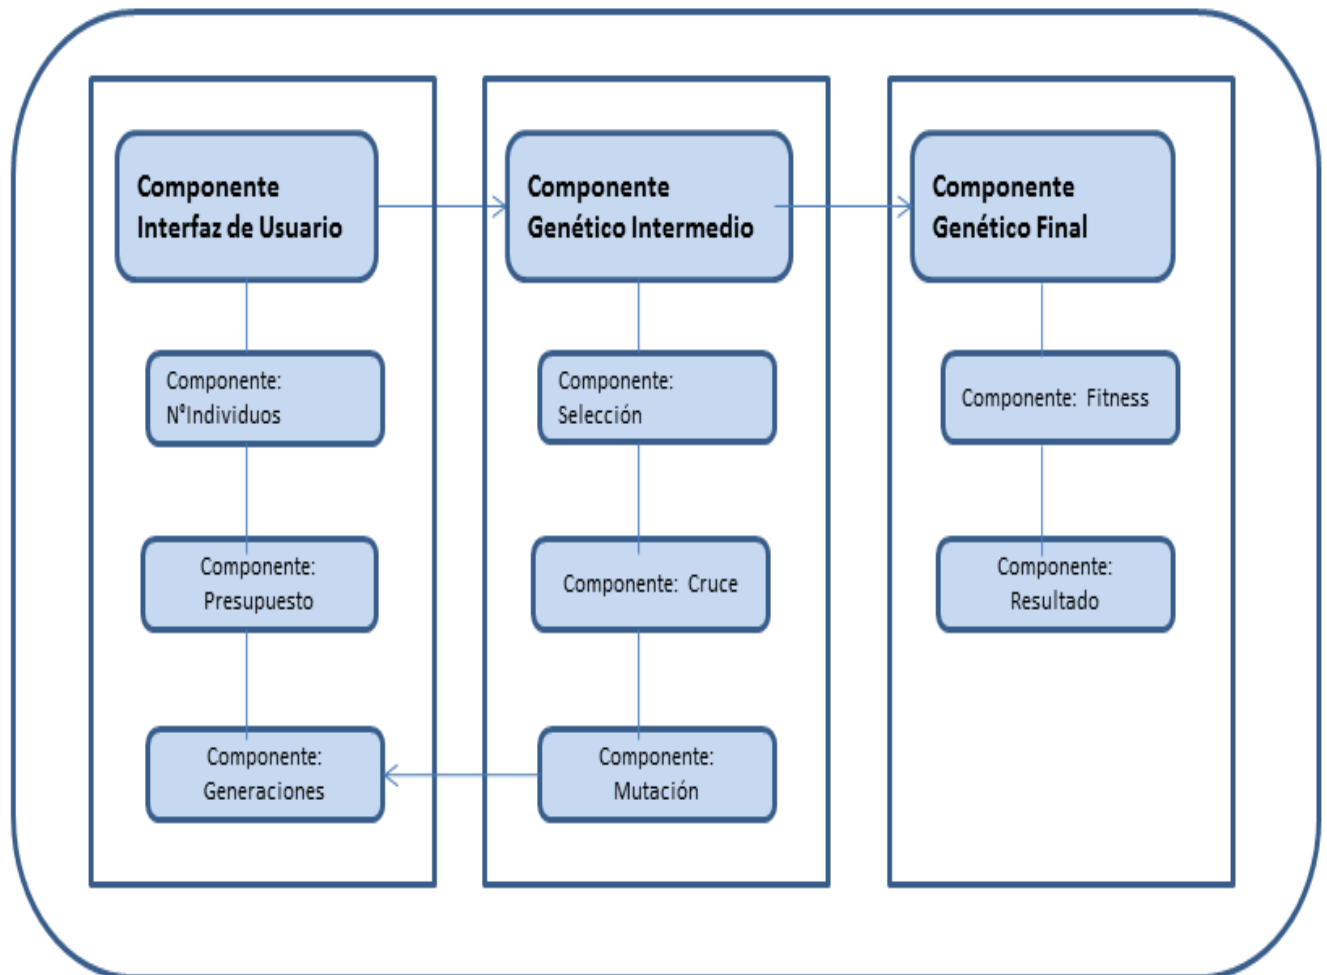 Componente
Interfaz de Usuario
Componente:
N°Individuos
Componente:
Presupuesto
Componente:
Generaciones
Componente
Genético Intermedio
Componente:
Selección
Componente: Cruce
Componente:
Mutación
Componente
Genético Final
Componente: Fitness
Componente:
Resultado